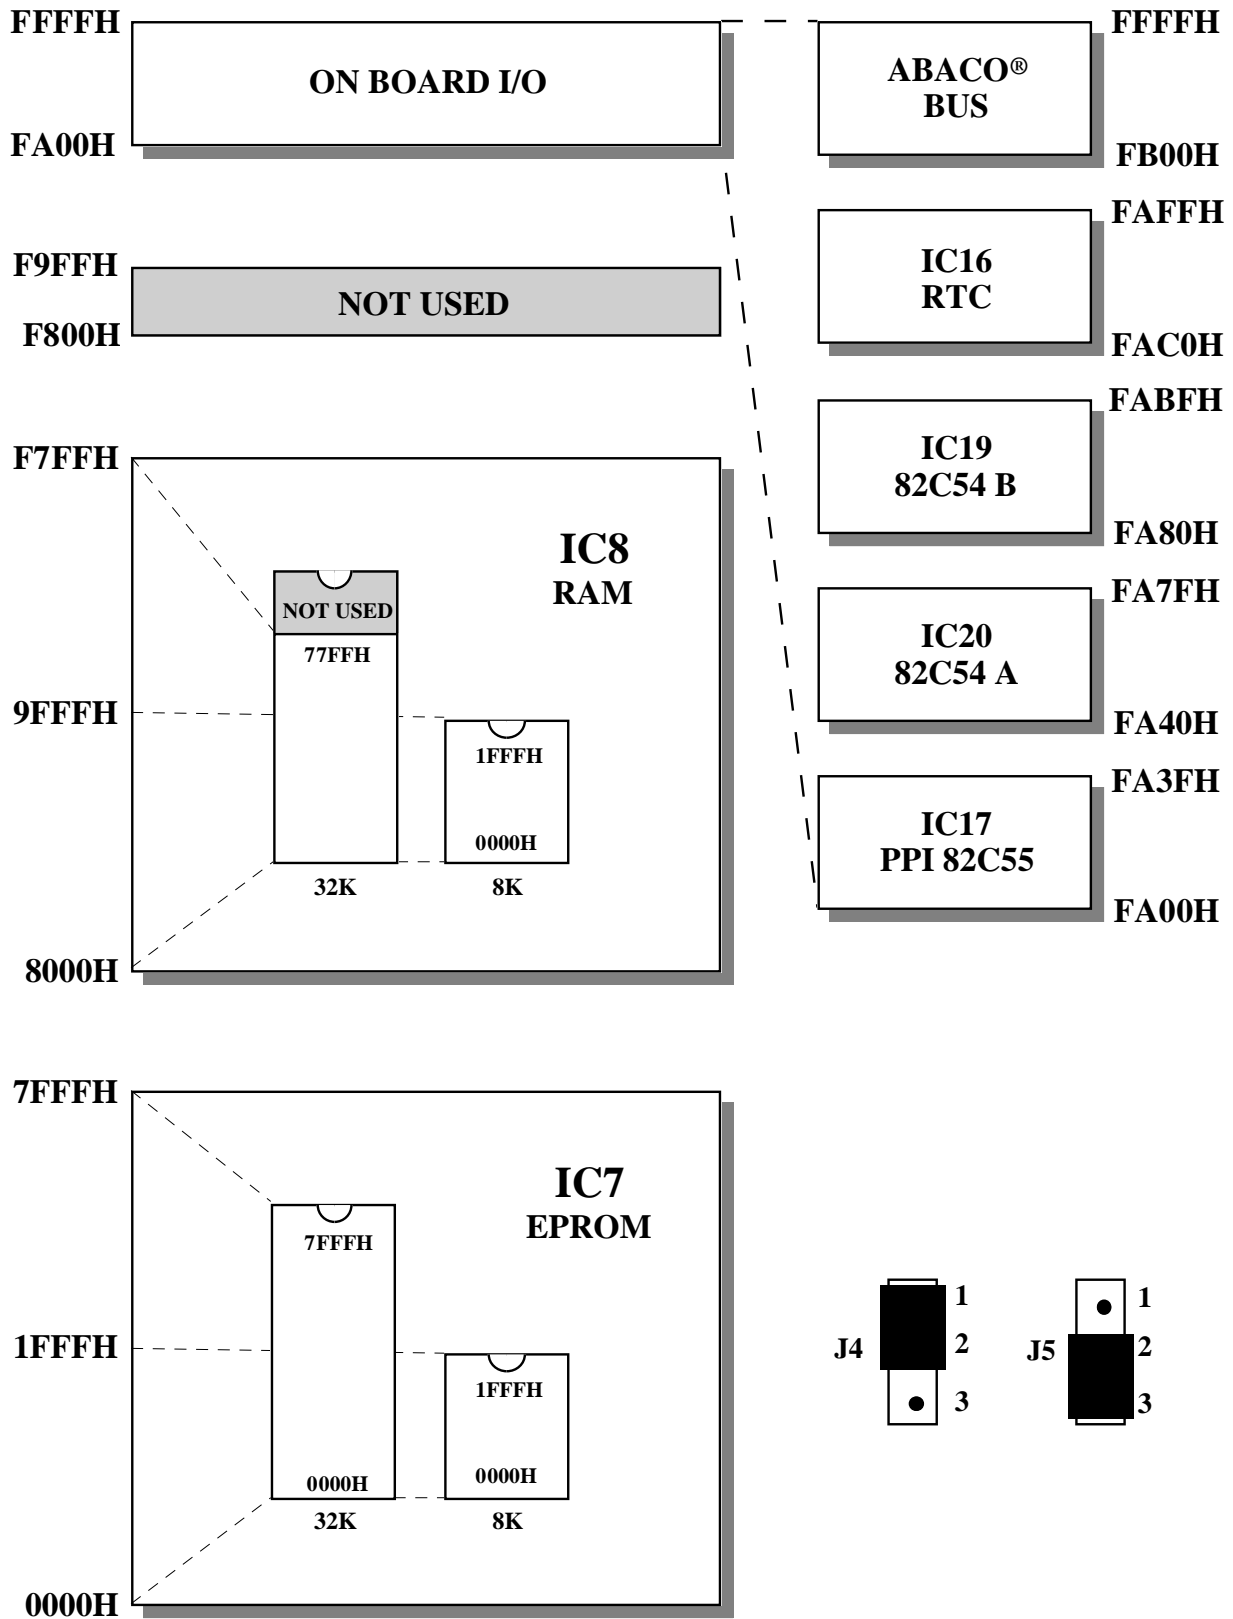 FFFFH
ON BOARD I/O
FA00H
F9FFH
NOT USED
F800H
F7FFH
IC8
RAM
NOT USED
77FFH
9FFFH
1FFFH
0000H
32K
8K
8000H
7FFFH
IC7
EPROM
7FFFH
1FFFH
1FFFH
0000H
0000H
32K
8K
0000H
FFFFH
ABACO®
BUS
FB00H
FAFFH
IC16
RTC
FAC0H
FABFH
IC19
82C54 B
FA80H
FA7FH
IC20
82C54 A
FA40H
FA3FH
IC17
PPI 82C55
FA00H
J4
1
2
3
J5
1
2
3